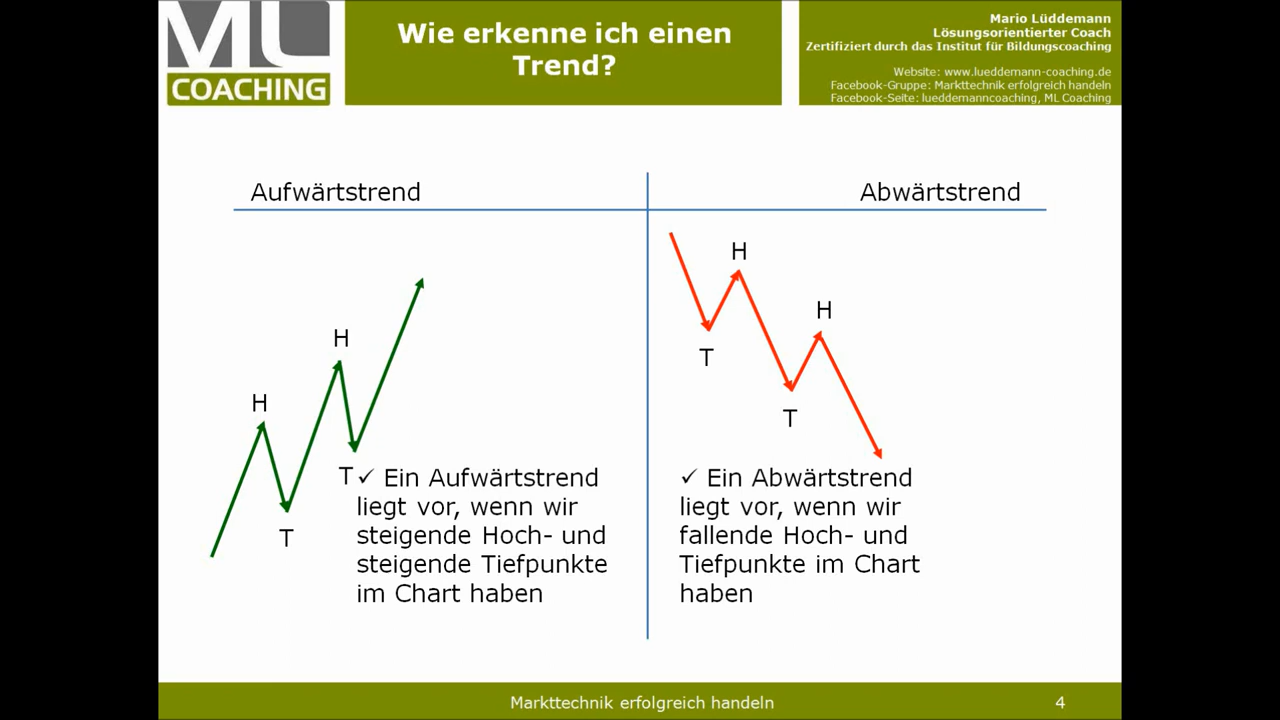 ML
COACHING
Wie erkenne ich einen
Trend?
Mario Lüddemann
Lösungsorientierter Coach
Zertifiziert durch das Institut für Bildungscoaching
Website: www.lueddemann-coaching.de
Facebook-Gruppe: Markttechnik erfolgreich handeln
Facebook-Seite: lueddemanncoaching, ML Coaching
Aufwärtstrend
H
H
T
T
✓ Ein Aufwärtstrend
liegt vor, wenn wir
steigende Hoch- und
steigende Tiefpunkte
im Chart haben
Abwärtstrend
H
H
T
T
✓ Ein Abwärtstrend
liegt vor, wenn wir
fallende Hoch- und
Tiefpunkte im Chart
haben
Markttechnik erfolgreich handeln
4